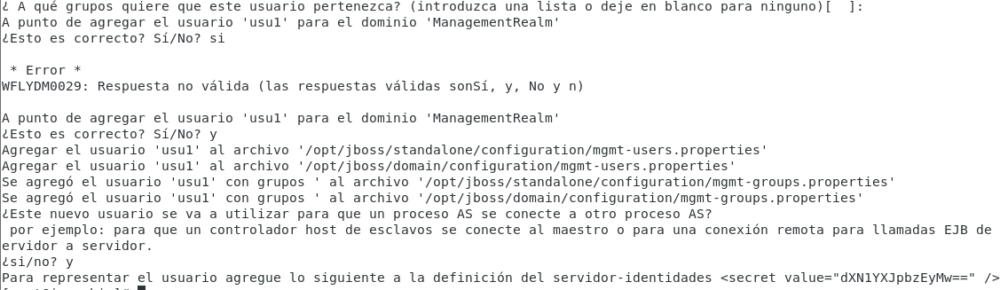 ¿ A qué grupos quiere que este usuario pertenezca? (introduzca una lista o deje en blanco para ninguno)[  ]:
A punto de agregar el usuario 'usu1' para el dominio 'ManagementRealm'
¿Esto es correcto? Sí/No? si
* Error *
WFLYDM0029: Respuesta no válida (las respuestas válidas sonSí, y, No y n)
A punto de agregar el usuario 'usu1' para el dominio 'ManagementRealm'
¿Esto es correcto? Sí/No? y
Agregar el usuario 'usu1' al archivo '/opt/jboss/standalone/configuration/mgmt-users.properties'
Agregar el usuario 'usu1' al archivo '/opt/jboss/domain/configuration/mgmt-users.properties'
Se agregó el usuario 'usu1' con grupos ' al archivo '/opt/jboss/standalone/configuration/mgmt-groups.properties'
Se agregó el usuario 'usu1' con grupos ' al archivo '/opt/jboss/domain/configuration/mgmt-groups.properties'
¿Este nuevo usuario se va a utilizar para que un proceso AS se conecte a otro proceso AS?
por ejemplo: para que un controlador host de esclavos se conecte al maestro o para una conexión remota para llamadas EJB de
ervidor a servidor.
¿si/no? y
Para representar el usuario agregue lo siguiente a la definición del servidor-identidades <secret value="dXN1YXJpbzEyMw==" />